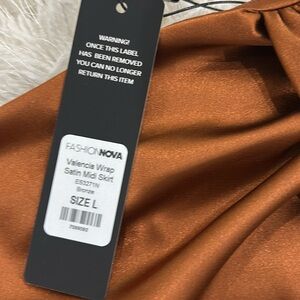 WARNING!
ONCE THIS LABEL
HAS BEEN REMOVED
YOU CAN NO LONGER
RETURN THIS ITEM
FASHIONNOVA
Valencia Wrap
Satin Midi Skirt
ES3271N
Bronze
SIZE L